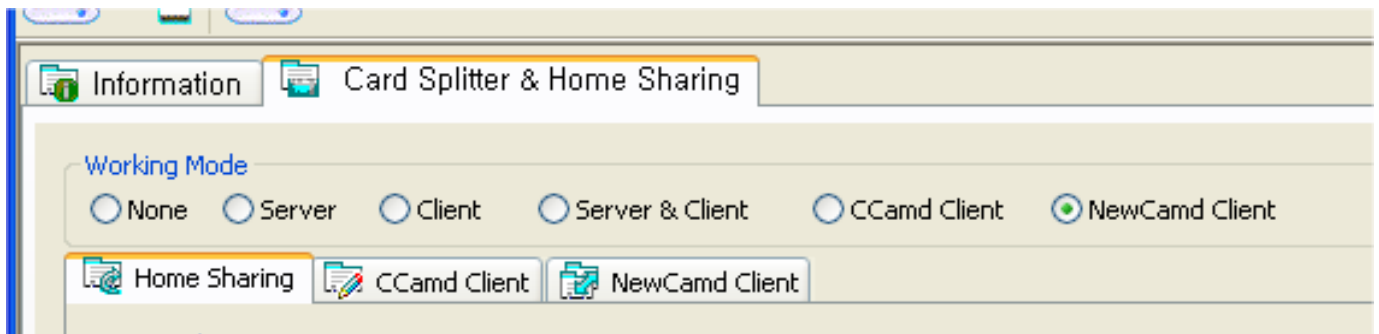 Information Card Splitter & Home Sharing
Working Mode
None Server Client Server & Client CCamd Client NewCamd Client
Home Sharing CCamd Client NewCamd Client